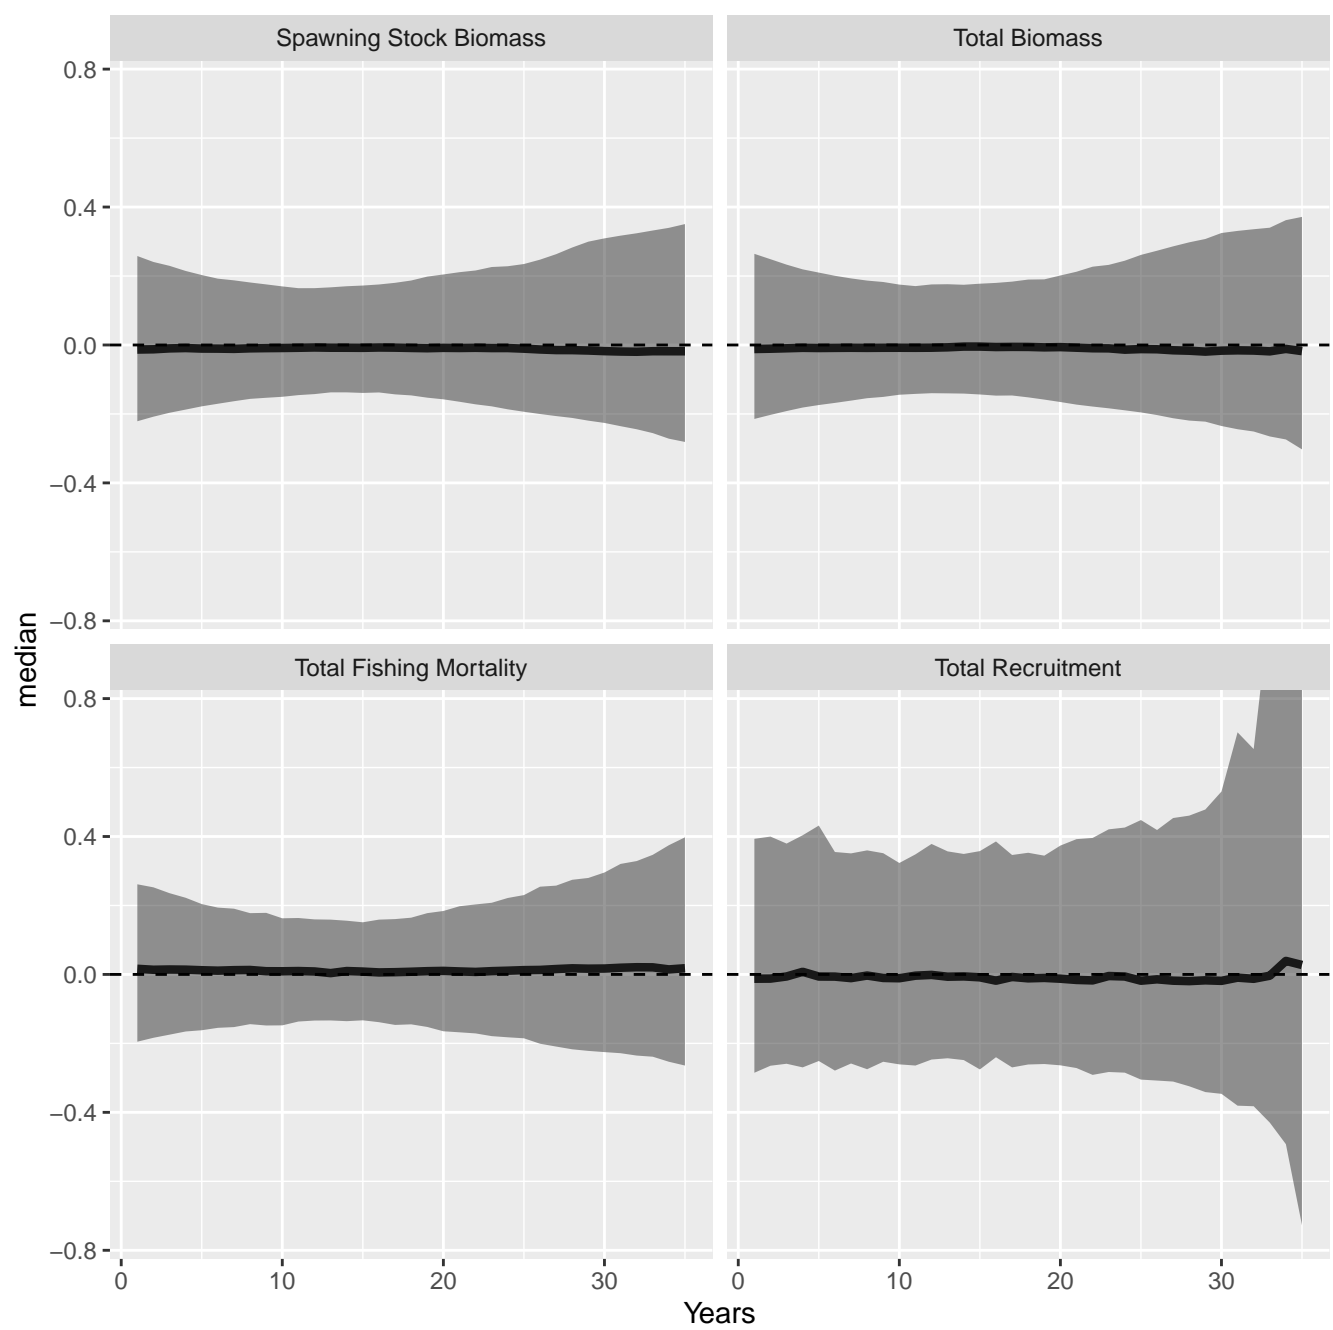 Spawning Stock Biomass
Total Biomass
0.8
0.4
0.0
−0.4
−0.8
median
Total Fishing Mortality
Total Recruitment
0.8
0.4
0.0
−0.4
−0.8
0 10 20 30
0 10 20 30
Years